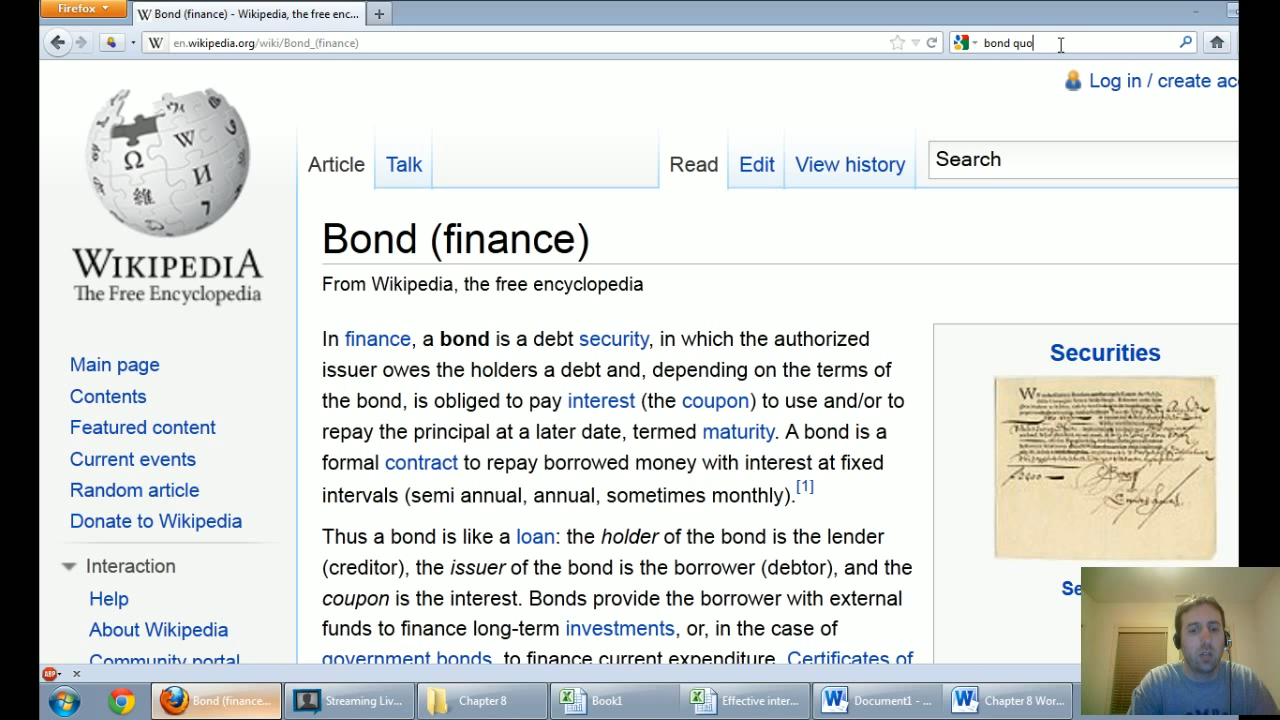 Firefox
Bond (finance) - Wikipedia, the free enc...
en.wikipedia.org/wiki/Bond_(finance)
bond quo
Log in / create ac
Article Talk Read Edit View history Search
WIKIPEDIA
The Free Encyclopedia
Main page
Contents
Featured content
Current events
Random article
Donate to Wikipedia
Interaction
Help
About Wikipedia
Community portal
Bond (finance)
From Wikipedia, the free encyclopedia
In finance, a bond is a debt security, in which the authorized
issuer owes the holders a debt and, depending on the terms of
the bond, is obliged to pay interest (the coupon) to use and/or to
repay the principal at a later date, termed maturity. A bond is a
formal contract to repay borrowed money with interest at fixed
intervals (semi annual, annual, sometimes monthly).[1]
Thus a bond is like a loan: the holder of the bond is the lender
(creditor), the issuer of the bond is the borrower (debtor), and the
coupon is the interest. Bonds provide the borrower with external
funds to finance long-term investments, or, in the case of
government bonds, to finance current expenditure. Certificates of
Securities
Se
ABP
Bond (finance... Streaming Liv... Chapter 8 Book1 Effective inter... Document1 - ... Chapter 8 Wor...